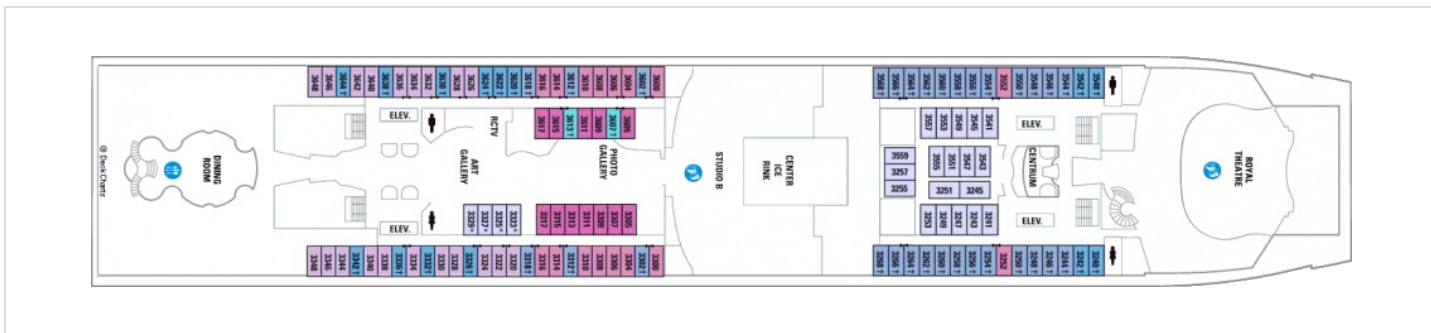 3648 3646 3644↑ 3642 3640 3638↑ 3636 3634 3632 3630↑ 3628 3626 3624↑ 3622↑ 3620↑ 3618↑ 3616 3614 3612↑ 3610 3608 3606 3604 3602↑ 3600
3568↑ 3566↑ 3564↑ 3562↑ 3560↑ 3558↑ 3556↑ 3554↑ 3552 3550↑ 3548↑ 3546↑ 3544↑ 3542↑ 3540↑
ELEV.
RCTV
3617 3615 3613↑ 3611 3609 3607↑ 3605
3557 3553 3549 3545 3541
ELEV.
@ Deck Charts
DINING
ROOM
ART
GALLERY
PHOTO
GALLERY
STUDIO B
CENTER
ICE
RINK
3559
3257
3255
3555 3551 3547 3543
3251 3245
CENTRUM
ROYAL
THEATRE
ELEV.
3329* 3327* 3325* 3323*
3317 3315 3313 3311 3309 3307 3305
3253 3249 3247 3243 3241
ELEV.
3348 3346 3344 3342↑ 3340 3338 3336↑ 3334 3332↑ 3330 3328 3326↑ 3324 3322 3320 3318↑ 3316 3314 3312↑ 3310 3308 3306 3304 3302↑ 3300
3268↑ 3266↑ 3264↑ 3262↑ 3260↑ 3258↑ 3256↑ 3254↑ 3252 3250↑ 3248↑ 3246↑ 3244↑ 3242↑ 3240↑